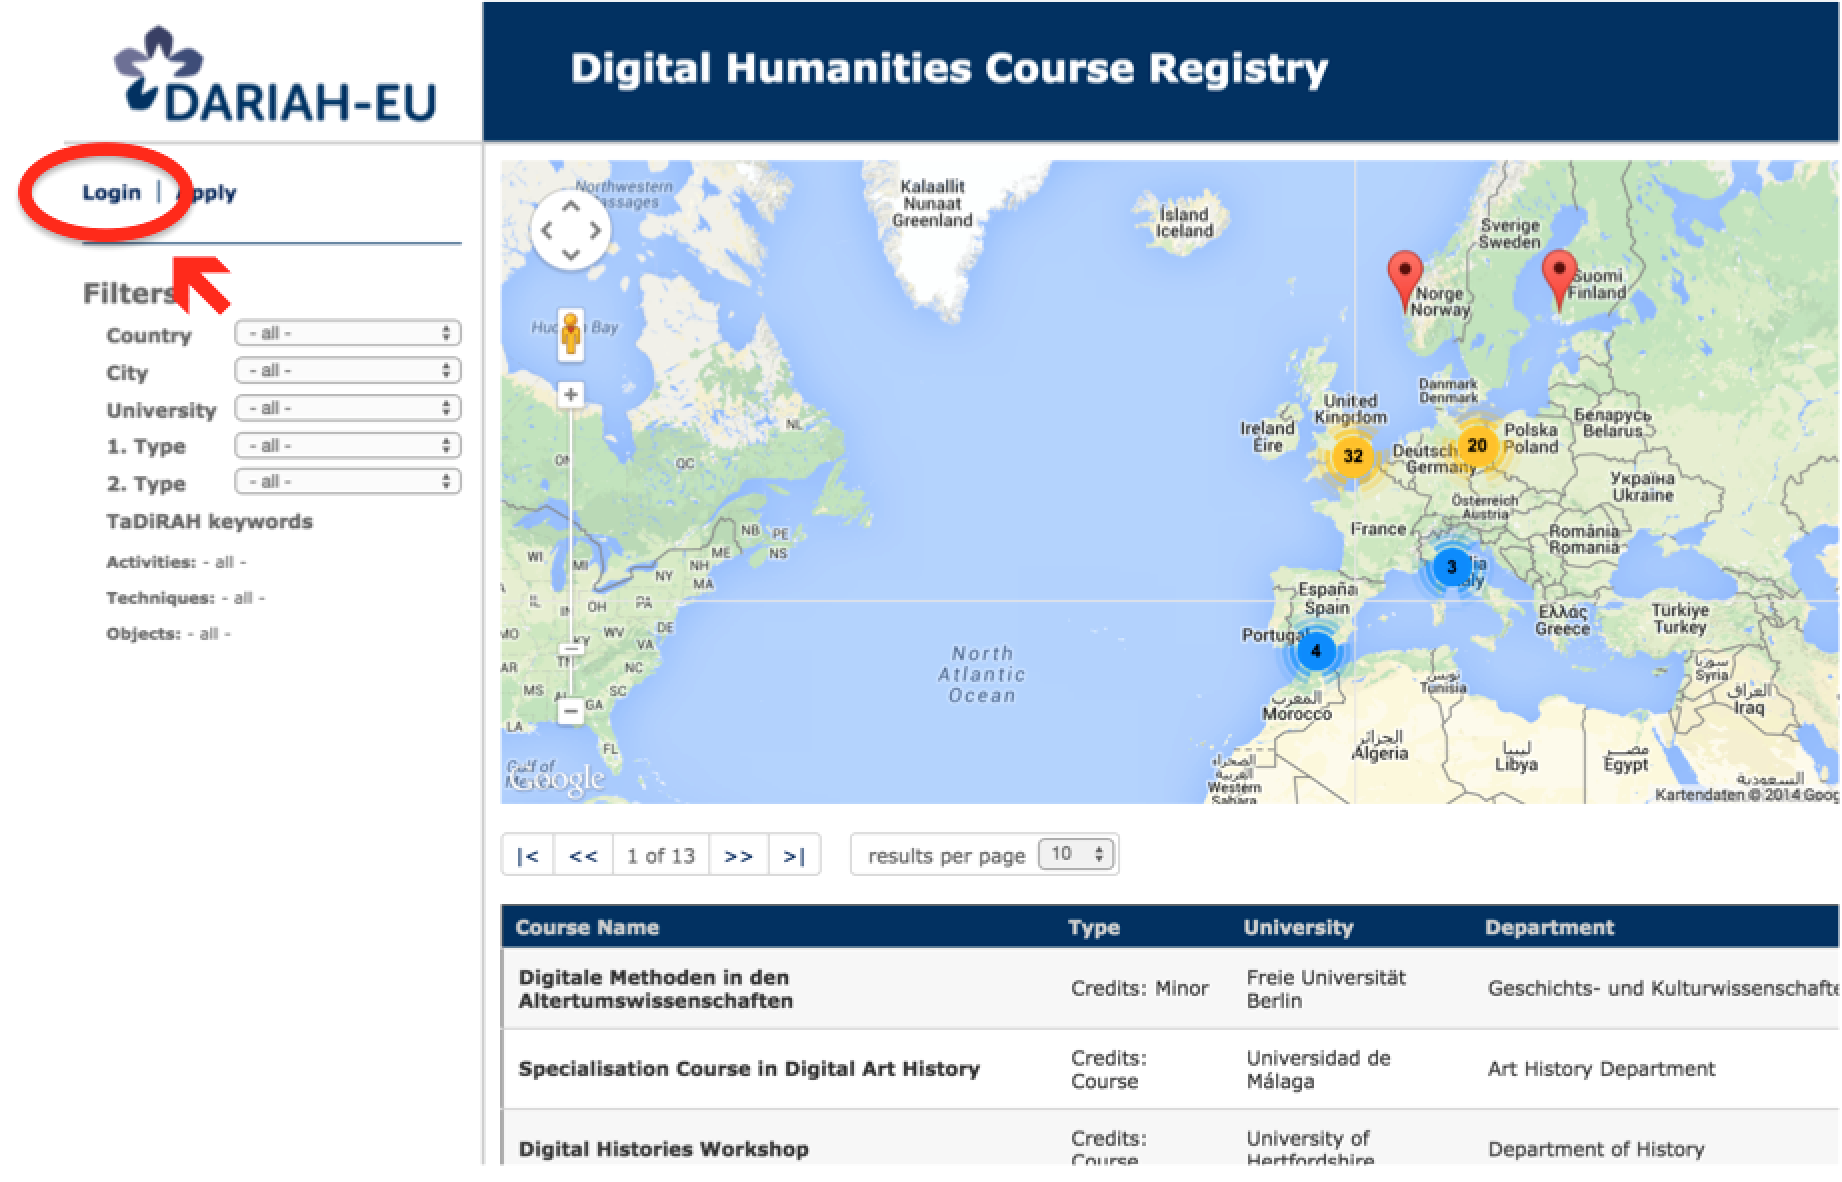 DARIAH-EU
Digital Humanities Course Registry
Login | Apply
Filters
Country - all -
City - all -
University - all -
1. Type - all -
2. Type - all -
TaDiRAH keywords
Activities: - all -
Techniques: - all -
Objects: - all -
Northwestern
Kalaallit
Nunaat
Greenland
Ísland
Iceland
Sverige
Sweden
Suomi
Finland
Norge
Norway
Bay
Danmark
Denmark
United
Kingdom
Ireland
Éire
32
Deutsch
Germany
20
Polska
Poland
Беларусь
Belarus
Україна
Ukraine
Österreich
Austria
France
România
Romania
3
España
Spain
4
Ελλάς
Greece
Türkiye
Turkey
NL
ON
QC
NB
PE
NS
ME
WI
MI
NH
NY
MA
IL
IN
OH
PA
MO
WV
DE
KY
VA
AR
TN
NC
MS
AL
SC
GA
LA
FL
North
Atlantic
Ocean
المغرب
Morocco
تونس
Tunisia
الجزائر
Algeria
ليبيا
Libya
مصر
Egypt
سوريا
Syria
العراق
Iraq
السعودية
الصحراء
الغربية
Western
Sahara
Gulf of
Google
Kartendaten © 2014 Goog
|< << 1 of 13 >> >| results per page 10
Course Name Type University Department
Digitale Methoden in den
Altertumswissenschaften
Credits: Minor
Freie Universität
Berlin
Geschichts- und Kulturwissenschafte
Specialisation Course in Digital Art History
Credits:
Course
Universidad de
Málaga
Art History Department
Digital Histories Workshop
Credits:
Course
University of
Hertfordshire
Department of History